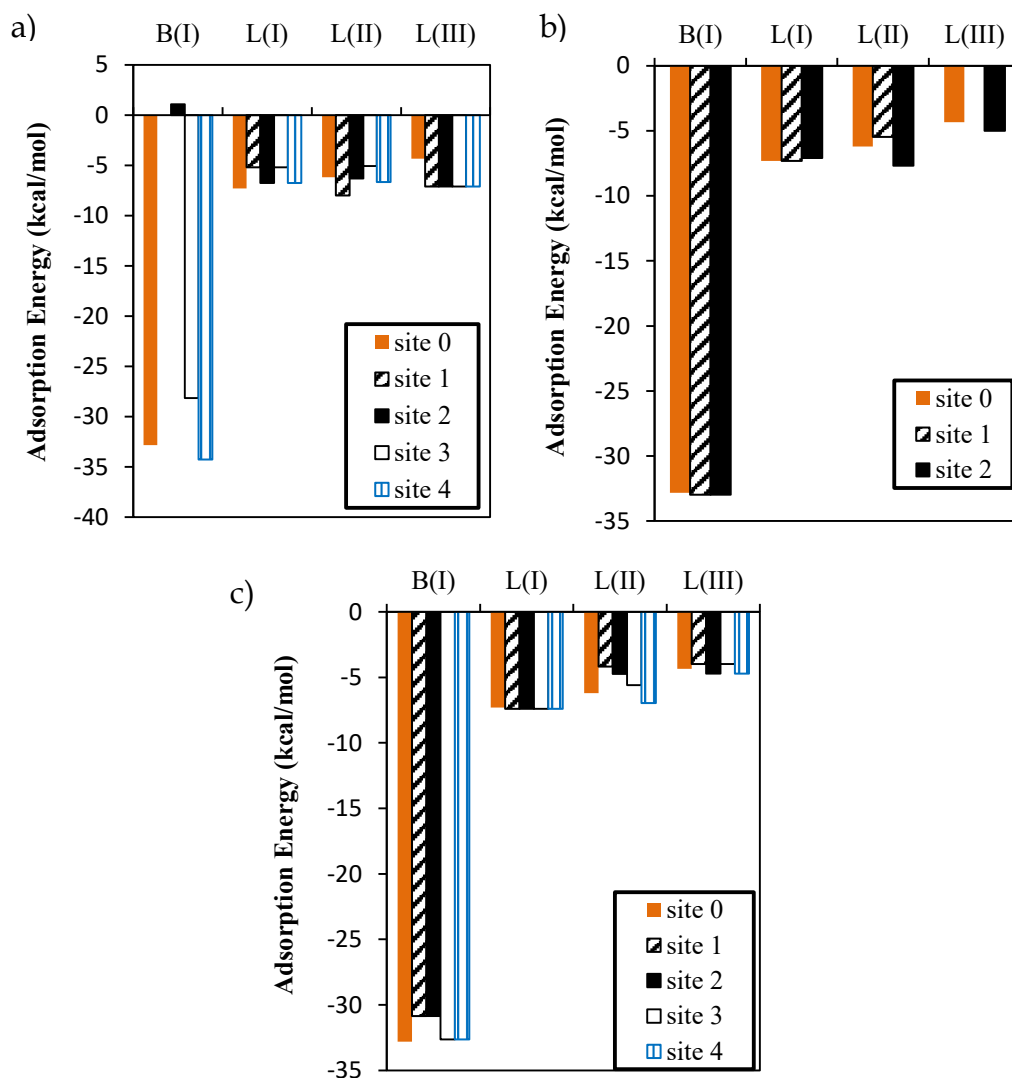 a)
B(I) L(I) L(II) L(III)
5
0
-5
-10
-15
-20
-25
-30
-35
-40
Adsorption Energy (kcal/mol)
site 0
site 1
site 2
site 3
site 4
b)
B(I) L(I) L(II) L(III)
0
-5
-10
-15
-20
-25
-30
-35
Adsorption Energy (kcal/mol)
site 0
site 1
site 2
c)
B(I) L(I) L(II) L(III)
0
-5
-10
-15
-20
-25
-30
-35
Adsorption Energy (kcal/mol)
site 0
site 1
site 2
site 3
site 4